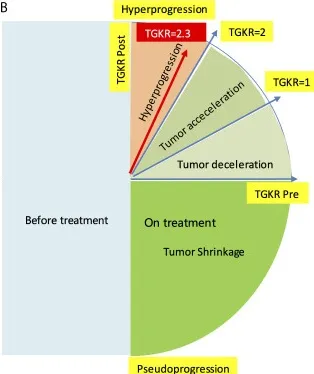 B
Hyperprogression
TGKR Post
TGKR=2.3
TGKR=2
Hyperprogression
TGKR=1
Tumor acceceleration
Tumor deceleration
TGKR Pre
Before treatment
On treatment
Tumor Shrinkage
Pseudoprogression